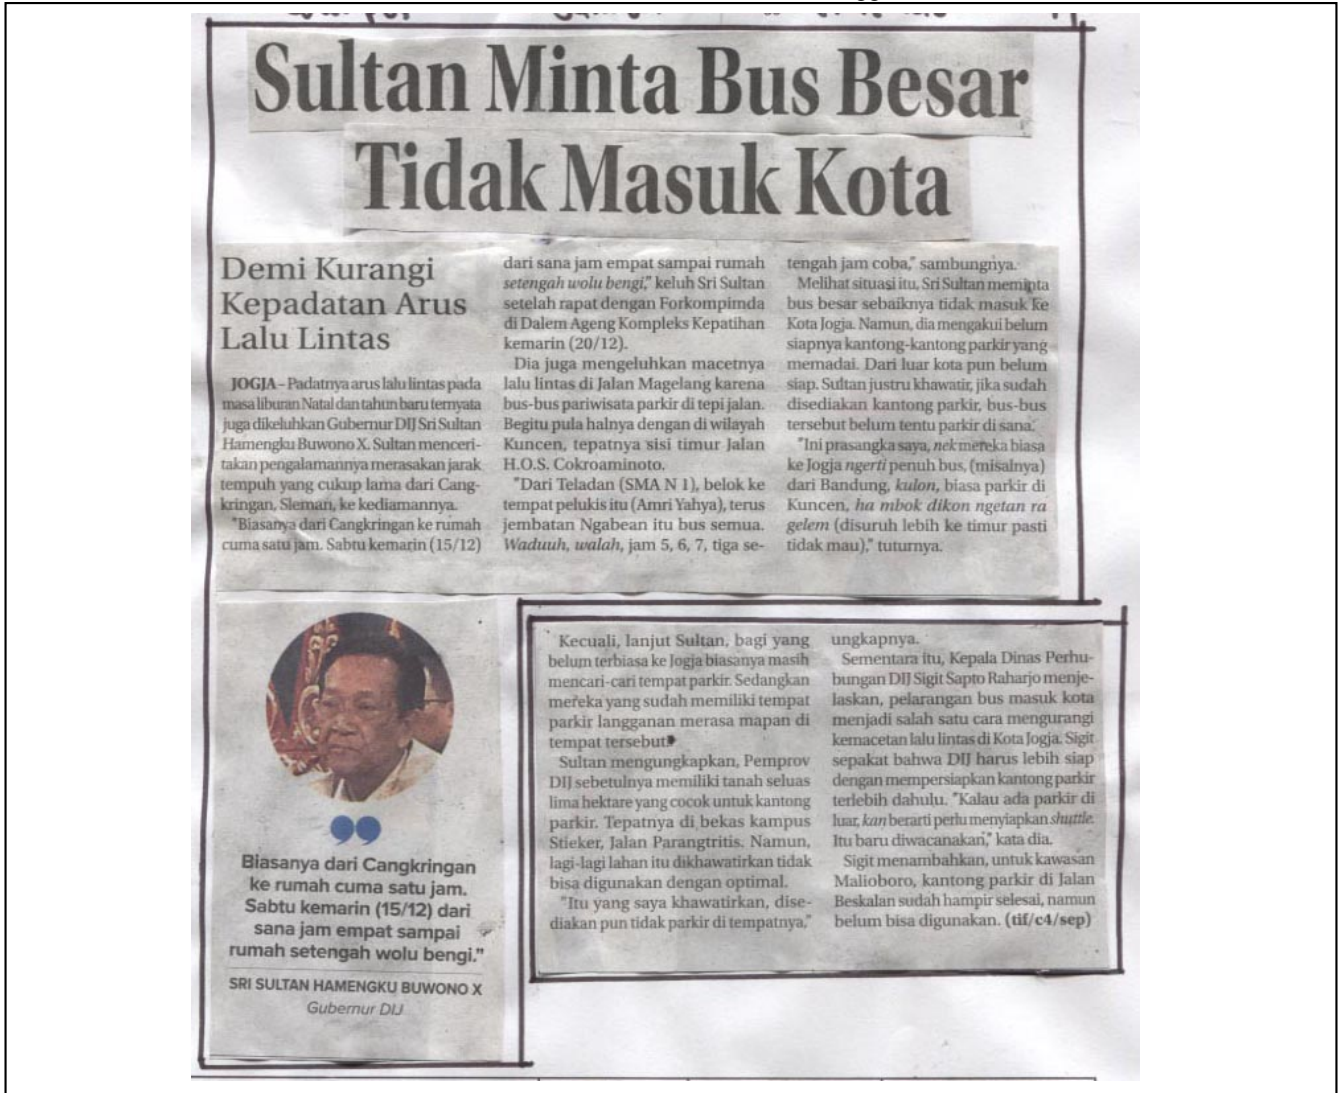 Sultan Minta Bus Besar
Tidak Masuk Kota
Demi Kurangi
Kepadatan Arus
Lalu Lintas
JOGJA – Padatnya arus lalu lintas pada
masa liburan Natal dan tahun baru ternyata
juga dikeluhkan Gubernur DIJ Sri Sultan
Hamengku Buwono X. Sultan menceri-
takan pengalamannya merasakan jarak
tempuh yang cukup lama dari Cang-
kringan, Sleman, ke kediamannya.
"Biasanya dari Cangkringan ke rumah
cuma satu jam. Sabtu kemarin (15/12)
dari sana jam empat sampai rumah
setengah wolu bengi," keluh Sri Sultan
setelah rapat dengan Forkompimda
di Dalem Ageng Kompleks Kepatihan
kemarin (20/12).
Dia juga mengeluhkan macetnya
lalu lintas di Jalan Magelang karena
bus-bus pariwisata parkir di tepi jalan.
Begitu pula halnya dengan di wilayah
Kuncen, tepatnya sisi timur Jalan
H.O.S. Cokroaminoto.
"Dari Teladan (SMA N 1), belok ke
tempat pelukis itu (Amri Yahya), terus
jembatan Ngabean itu bus semua.
Waduuh, walah, jam 5, 6, 7, tiga se-
tengah jam coba," sambungnya.
Melihat situasi itu, Sri Sultan meminta
bus besar sebaiknya tidak masuk ke
Kota Jogja. Namun, dia mengakui belum
siapnya kantong-kantong parkir yang
memadai. Dari luar kota pun belum
siap. Sultan justru khawatir, jika sudah
disediakan kantong parkir, bus-bus
tersebut belum tentu parkir di sana.
"Ini prasangka saya, nek mereka biasa
ke Jogja ngerti penuh bus, (misalnya)
dari Bandung, kulon, biasa parkir di
Kuncen, ha mbok dikon ngetan ra
gelem (disuruh lebih ke timur pasti
tidak mau)," tuturnya.
Biasanya dari Cangkringan
ke rumah cuma satu jam.
Sabtu kemarin (15/12) dari
sana jam empat sampai
rumah setengah wolu bengi."
SRI SULTAN HAMENGKU BUWONO X
Gubernur DIJ
Kecuali, lanjut Sultan, bagi yang
belum terbiasa ke Jogja biasanya masih
mencari-cari tempat parkir. Sedangkan
mereka yang sudah memiliki tempat
parkir langganan merasa mapan di
tempat tersebut.
Sultan mengungkapkan, Pemprov
DIJ sebetulnya memiliki tanah seluas
lima hektare yang cocok untuk kantong
parkir. Tepatnya di bekas kampus
Stieker, Jalan Parangtritis. Namun,
lagi-lagi lahan itu dikhawatirkan tidak
bisa digunakan dengan optimal.
"Itu yang saya khawatirkan, dise-
diakan pun tidak parkir di tempatnya,"
ungkapnya.
Sementara itu, Kepala Dinas Perhu-
bungan DIJ Sigit Sapto Raharjo menje-
laskan, pelarangan bus masuk kota
menjadi salah satu cara mengurangi
kemacetan lalu lintas di Kota Jogja. Sigit
sepakat bahwa DIJ harus lebih siap
dengan mempersiapkan kantong parkir
terlebih dahulu. "Kalau ada parkir di
luar, kan berarti perlu menyiapkan shuttle.
Itu baru diwacanakan," kata dia.
Sigit menambahkan, untuk kawasan
Malioboro, kantong parkir di Jalan
Beskalan sudah hampir selesai, namun
belum bisa digunakan. (tif/c4/sep)